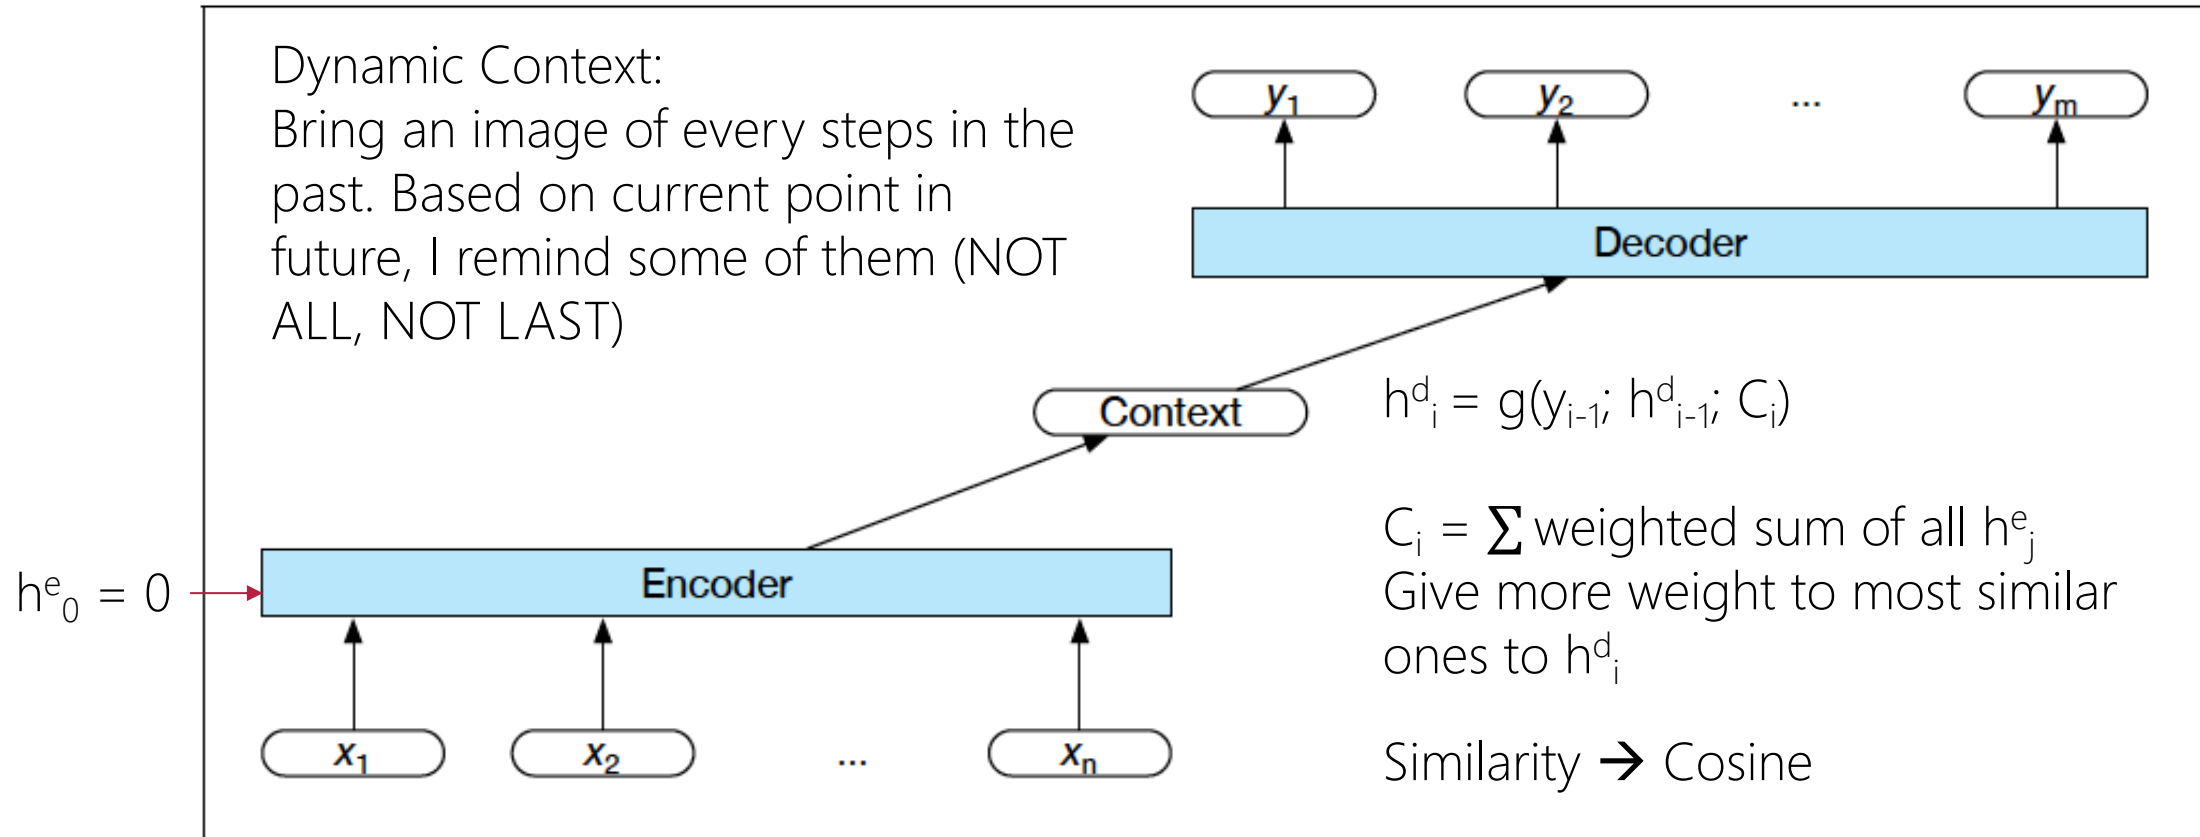 Dynamic Context:
Bring an image of every steps in the
past. Based on current point in
future, I remind some of them (NOT
ALL, NOT LAST)
y₁ y₂ ... yₘ
Decoder
Context
hᵈᵢ = g(yᵢ₋₁; hᵈᵢ₋₁; Cᵢ)
Cᵢ = ∑ weighted sum of all hᵉⱼ
Give more weight to most similar
ones to hᵈᵢ
Similarity → Cosine
hᵉ₀ = 0
Encoder
x₁ x₂ ... xₙ